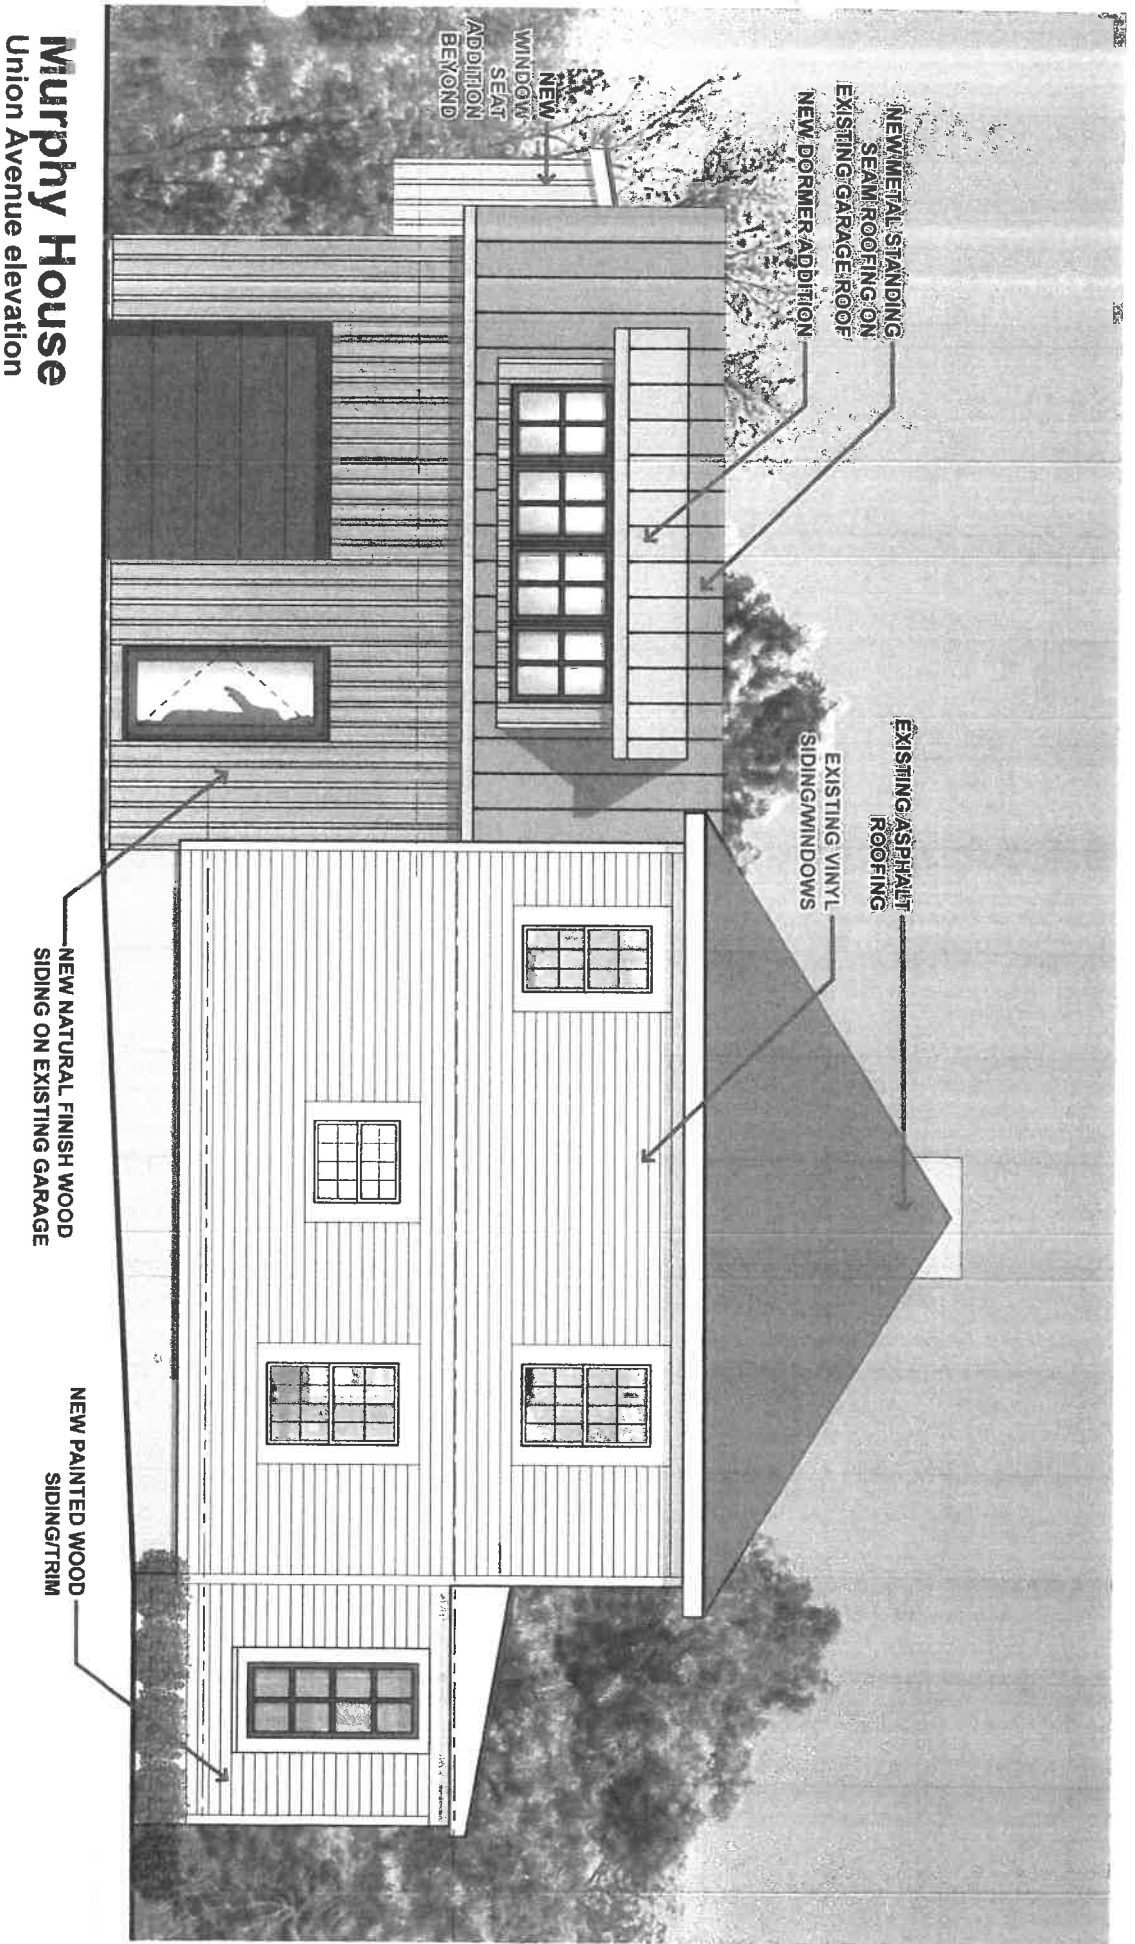 NEW
WINDOW
SEAT
ADDITION
BEYOND
NEW METAL STANDING
SEAM ROOFING ON
EXISTING GARAGE ROOF
NEW DORMER ADDITION
EXISTING ASPHALT
ROOFING
EXISTING VINYL
SIDING/WINDOWS
NEW NATURAL FINISH WOOD
SIDING ON EXISTING GARAGE
NEW PAINTED WOOD
SIDING/TRIM
Murphy House
Union Avenue elevation